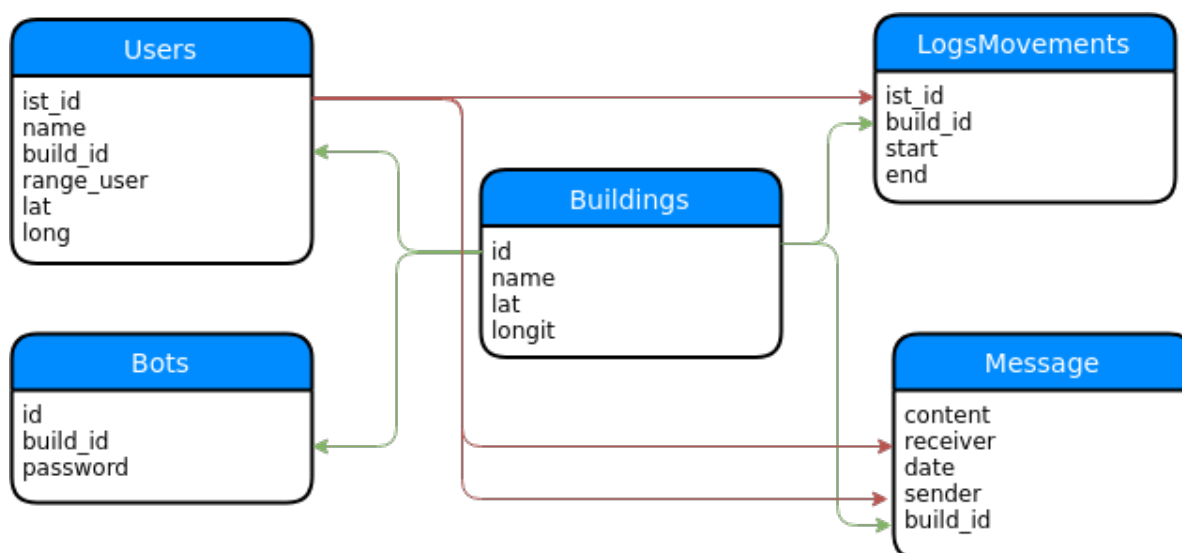 Users
ist_id
name
build_id
range_user
lat
long
LogsMovements
ist_id
build_id
start
end
Buildings
id
name
lat
longit
Bots
id
build_id
password
Message
content
receiver
date
sender
build_id